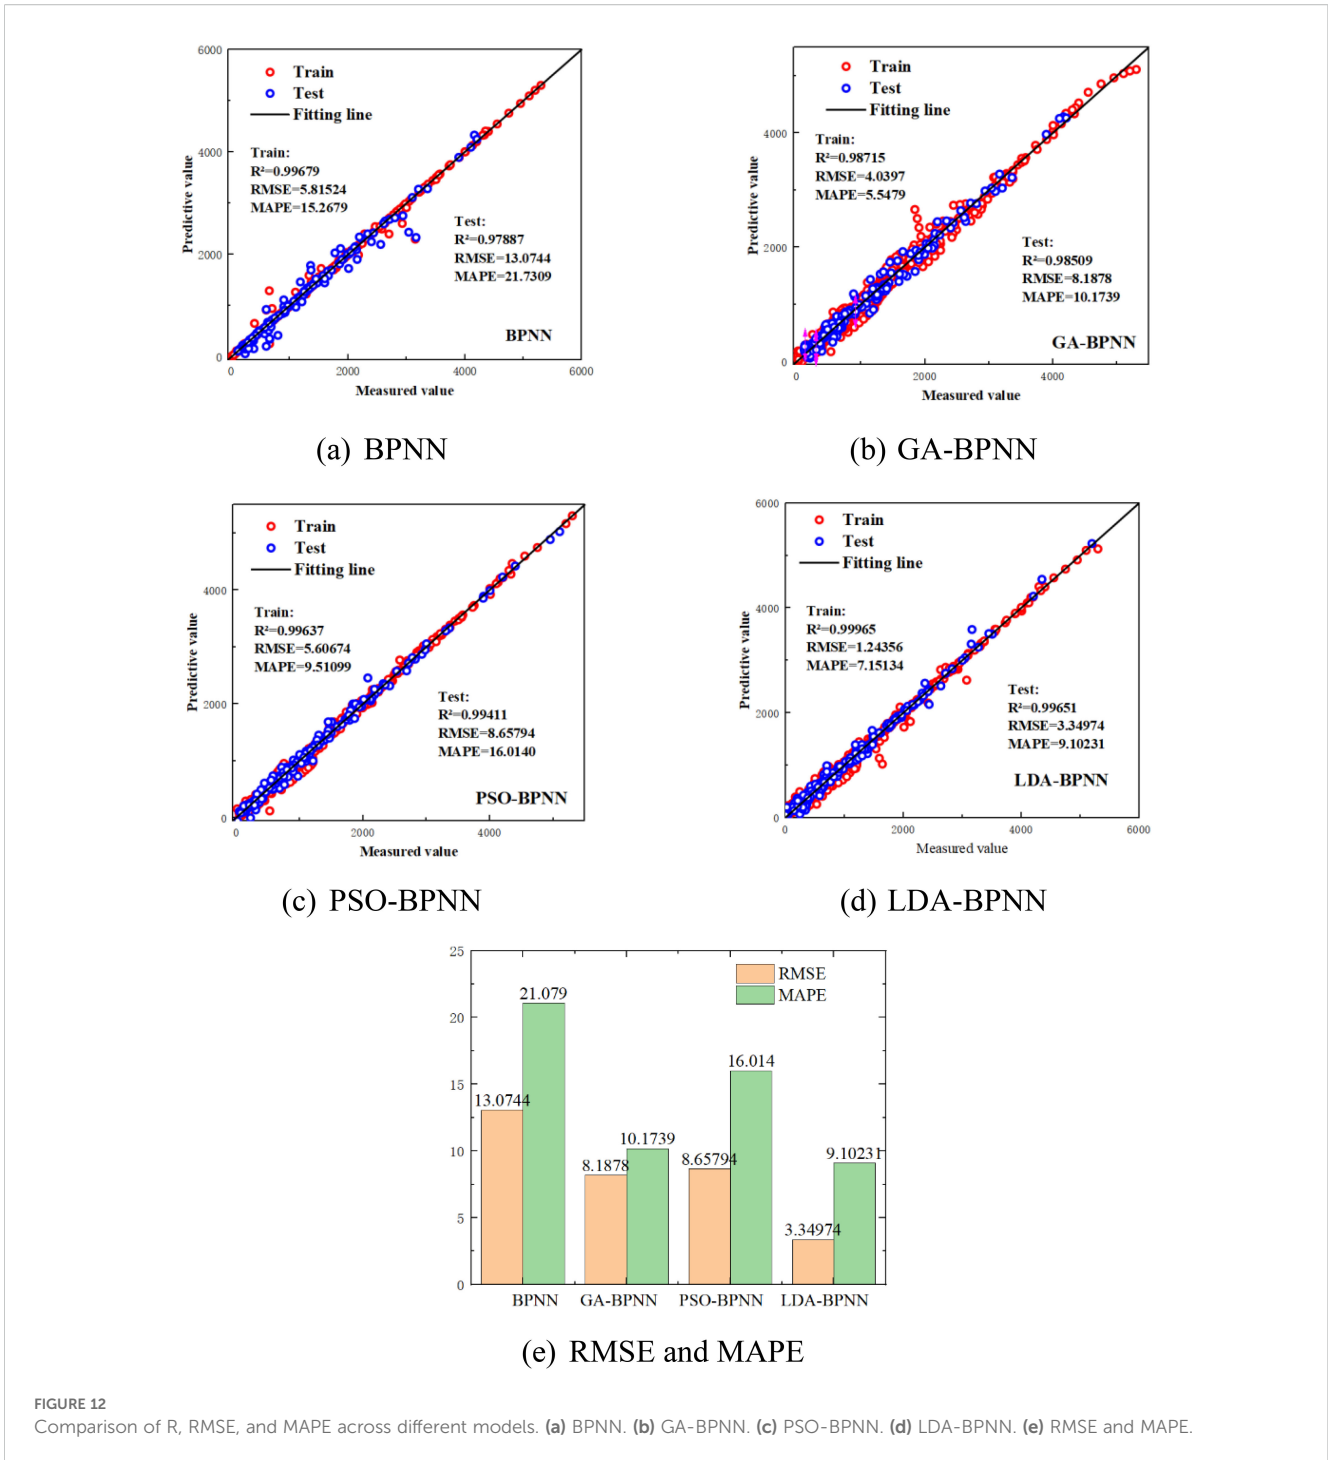 6000
4000
2000
0
0
2000
4000
6000
Predictive value
Measured value
Train
Test
Fitting line
Train:
R²=0.99679
RMSE=5.81524
MAPE=15.2679
Test:
R²=0.97887
RMSE=13.0744
MAPE=21.7309
BPNN
(a) BPNN
4000
2000
0
0
2000
4000
Predictive value
Measured value
Train
Test
Fitting line
Train:
R²=0.98715
RMSE=4.0397
MAPE=5.5479
Test:
R²=0.98509
RMSE=8.1878
MAPE=10.1739
GA-BPNN
(b) GA-BPNN
4000
2000
0
0
2000
4000
Predictive value
Measured value
Train
Test
Fitting line
Train:
R²=0.99637
RMSE=5.60674
MAPE=9.51099
Test:
R²=0.99411
RMSE=8.65794
MAPE=16.0140
PSO-BPNN
(c) PSO-BPNN
6000
4000
2000
0
0
2000
4000
6000
Predictive value
Measured value
Train
Test
Fitting line
Train:
R²=0.99965
RMSE=1.24356
MAPE=7.15134
Test:
R²=0.99651
RMSE=3.34974
MAPE=9.10231
LDA-BPNN
(d) LDA-BPNN
25
20
15
10
5
0
RMSE
MAPE
13.0744
21.079
8.1878
10.1739
8.65794
16.014
3.34974
9.10231
BPNN
GA-BPNN
PSO-BPNN
LDA-BPNN
(e) RMSE and MAPE
FIGURE 12
Comparison of R, RMSE, and MAPE across different models. (a) BPNN. (b) GA-BPNN. (c) PSO-BPNN. (d) LDA-BPNN. (e) RMSE and MAPE.